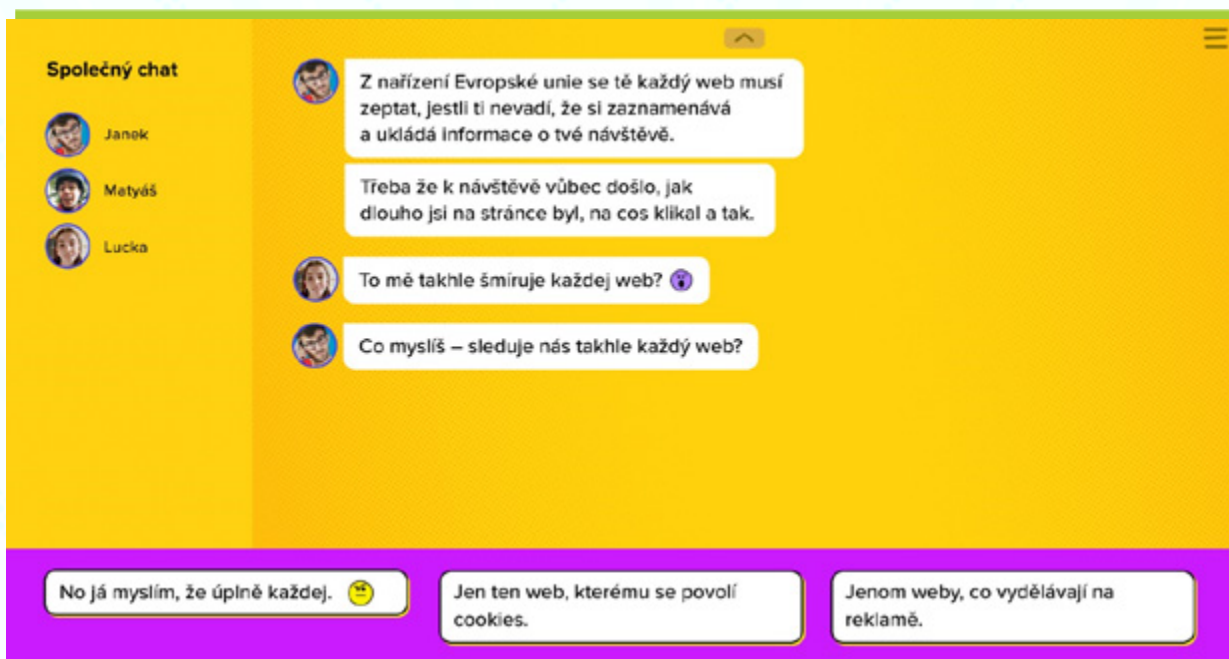 Společný chat
Janek
Matyáš
Lucka
Z nařízení Evropské unie se tě každý web musí
zeptat, jestli ti nevadí, že si zaznamenává
a ukládá informace o tvé návštěvě.
Třeba že k návštěvě vůbec došlo, jak
dlouho jsi na stránce byl, na cos klikal a tak.
To mě takhle šmíruje každej web?
Co myslíš – sleduje nás takhle každý web?
No já myslím, že úplně každej.
Jen ten web, kterému se povolí
cookies.
Jenom weby, co vydělávají na
reklamě.